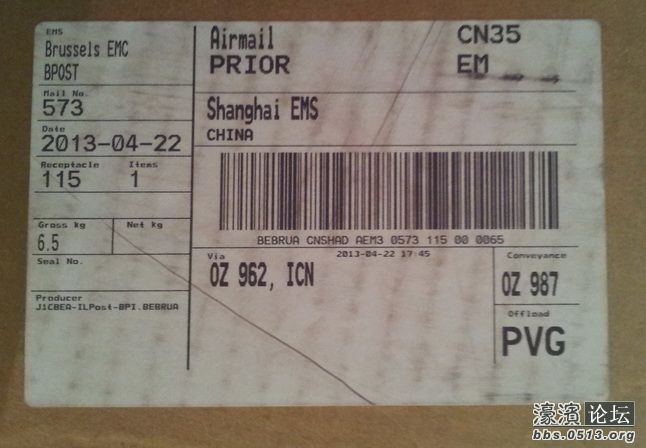 EMS
Brussels EMC
BPOST
Mail No.
573
Date
2013-04-22
Receptacle Items
115 1
Gross kg Net kg
6.5
Seal No.
Producer
J1CBEA-ILPost-BPI.BEBRUA
Airmail
PRIOR
CN35
EM
Shanghai EMS
CHINA
BEBRUA CNSHAD AEM3 0573 115 00 0065
2013-04-22 17:45
Via
OZ 962, ICN
Conveyance
OZ 987
Offload
PVG
濠滨论坛
bbs.0513.org